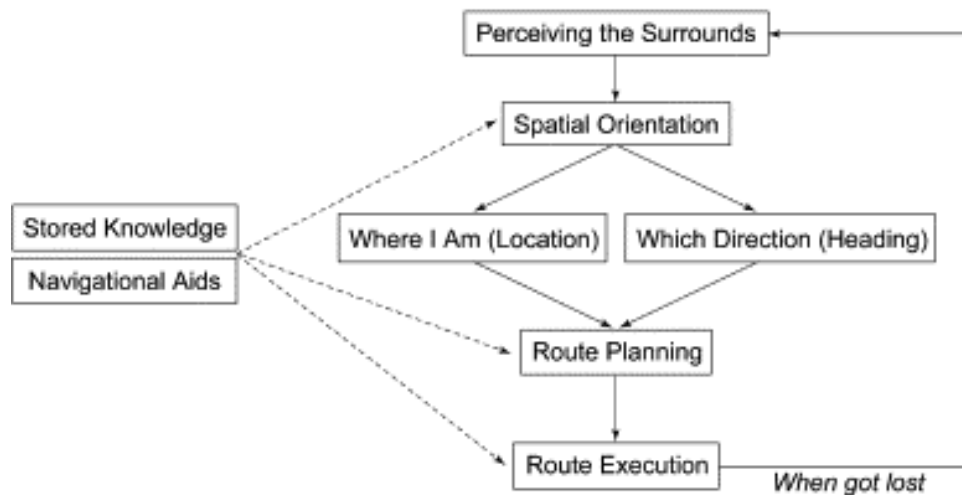 Perceiving the Surrounds
Spatial Orientation
Stored Knowledge
Navigational Aids
Where I Am (Location)
Which Direction (Heading)
Route Planning
Route Execution
When got lost